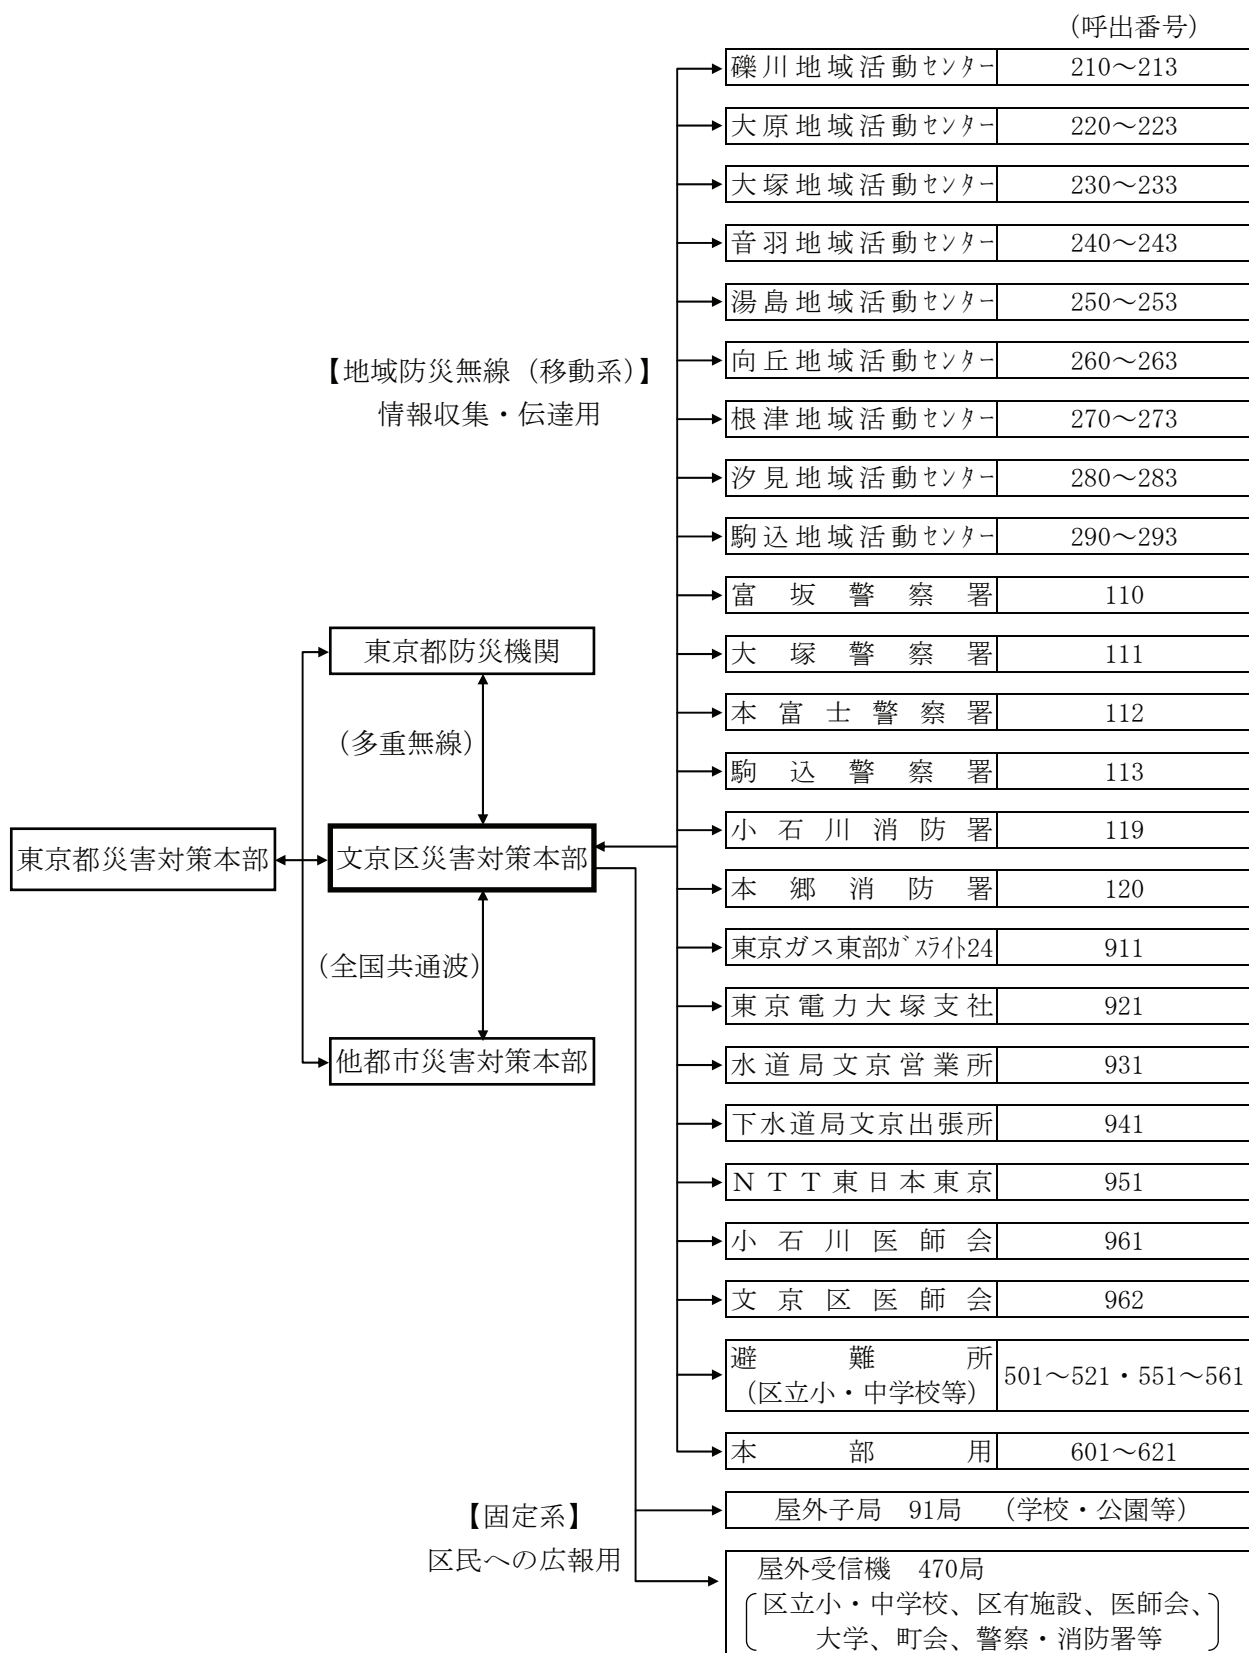 （呼出番号）
礫川地域活動ｾﾝﾀｰ 210～213
大原地域活動ｾﾝﾀｰ 220～223
大塚地域活動ｾﾝﾀｰ 230～233
音羽地域活動ｾﾝﾀｰ 240～243
湯島地域活動ｾﾝﾀｰ 250～253
【地域防災無線（移動系）】
情報収集・伝達用
向丘地域活動ｾﾝﾀｰ 260～263
根津地域活動ｾﾝﾀｰ 270～273
汐見地域活動ｾﾝﾀｰ 280～283
駒込地域活動ｾﾝﾀｰ 290～293
富坂警察署 110
大塚警察署 111
本富士警察署 112
駒込警察署 113
小石川消防署 119
本郷消防署 120
東京ガス東部ｶﾞｽﾗｲﾄ24 911
東京電力大塚支社 921
水道局文京営業所 931
下水道局文京出張所 941
ＮＴＴ東日本東京 951
小石川医師会 961
文京区医師会 962
避難所
（区立小・中学校等） 501～521・551～561
本部用 601～621
東京都防災機関
（多重無線）
東京都災害対策本部
文京区災害対策本部
（全国共通波）
他都市災害対策本部
【固定系】
区民への広報用
屋外子局　91局　（学校・公園等）
屋外受信機　470局
区立小・中学校、区有施設、医師会、
大学、町会、警察・消防署等